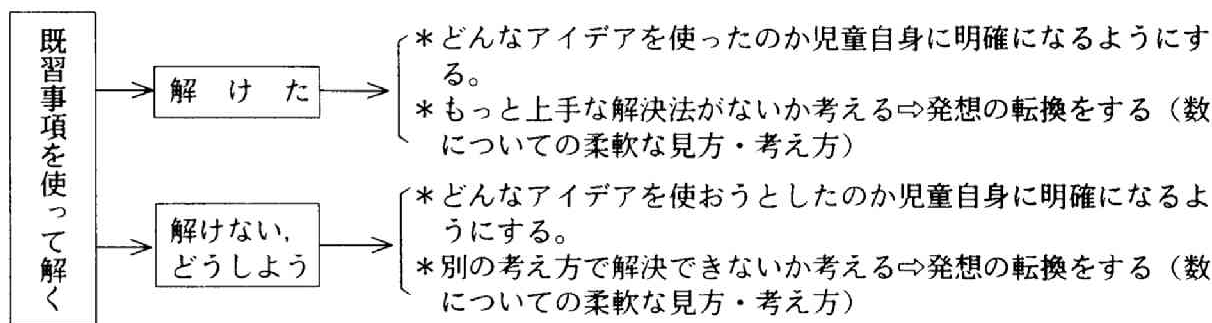 既習事項を使って解く
解けた
＊どんなアイデアを使ったのか児童自身に明確になるようにす
る。
＊もっと上手な解決法がないか考える⇨発想の転換をする（数
についての柔軟な見方・考え方）
解けない，
どうしよう
＊どんなアイデアを使おうとしたのか児童自身に明確になるよ
うにする。
＊別の考え方で解決できないか考える⇨発想の転換をする（数
についての柔軟な見方・考え方）